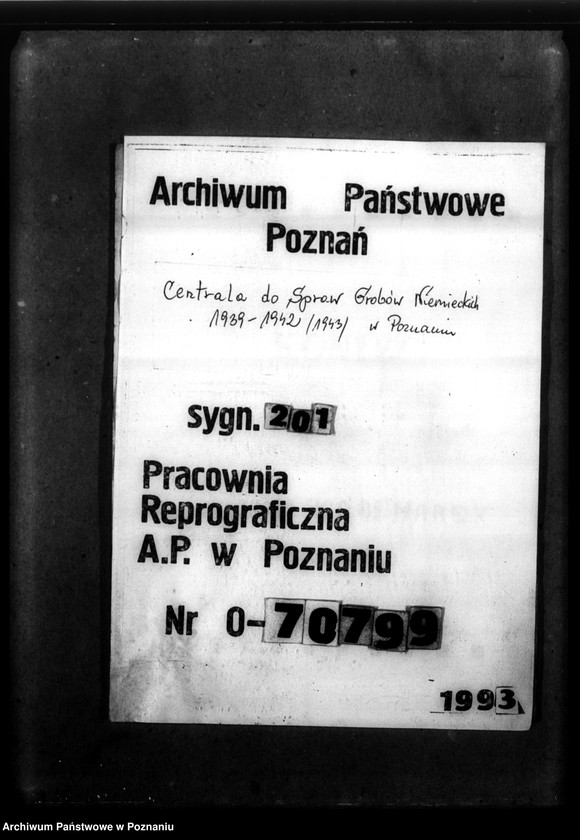 Archiwum Państwowe
Poznań
Centrala do Spraw Grobów Niemieckich
1939-1942 /1943/ w Poznaniu
sygn. 201
Pracownia
Reprograficzna
A.P. w Poznaniu
Nr O-70799
1993
Archiwum Państwowe w Poznaniu